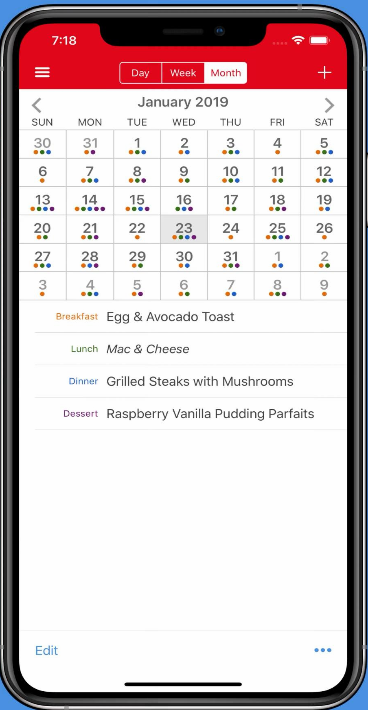 7:18
Day Week Month
January 2019
SUN MON TUE WED THU FRI SAT
30 31 1 2 3 4 5
6 7 8 9 10 11 12
13 14 15 16 17 18 19
20 21 22 23 24 25 26
27 28 29 30 31 1 2
3 4 5 6 7 8 9
Breakfast Egg & Avocado Toast
Lunch Mac & Cheese
Dinner Grilled Steaks with Mushrooms
Dessert Raspberry Vanilla Pudding Parfaits
Edit